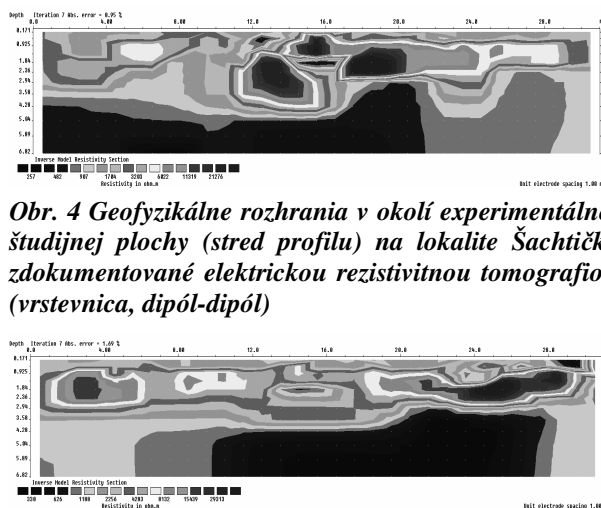 Depth Iteration 7 Abs. error = 0.95 %
0.0 4.00 8.00 12.0 16.0 20.0 24.0 28.0
0.171
0.925
1.84
2.36
2.94
3.58
4.28
5.04
5.89
6.82
Inverse Model Resistivity Section
257 482 907 1704 3203 6022 11319 21276
Resistivity in ohm.m
Unit electrode spacing 1.00
Obr. 4 Geofyzikálne rozhrania v okolí experimentálne
študijnej plochy (stred profilu) na lokalite Šachtičk
zdokumentované elektrickou rezistivitnou tomografio
(vrstevnica, dipól-dipól)
Depth Iteration 7 Abs. error = 1.69 %
0.0 4.00 8.00 12.0 16.0 20.0 24.0 28.0
0.171
0.925
1.84
2.36
2.94
3.58
4.28
5.04
5.89
6.82
Inverse Model Resistivity Section
330 626 1188 2256 4283 8132 15439 29313
Resistivity in ohm.m
Unit electrode spacing 1.00